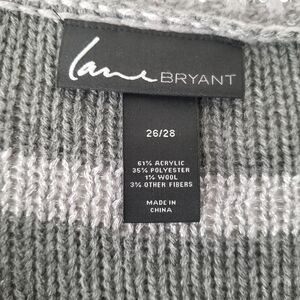 Lane BRYANT
26/28
61% ACRYLIC
35% POLYESTER
1% WOOL
3% OTHER FIBERS
MADE IN
CHINA